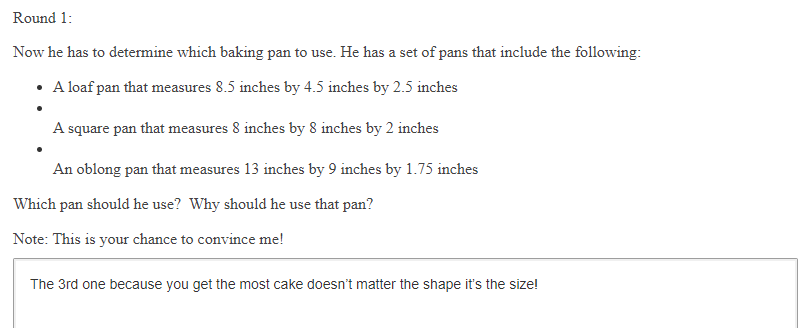 Round 1:
Now he has to determine which baking pan to use. He has a set of pans that include the following:
• A loaf pan that measures 8.5 inches by 4.5 inches by 2.5 inches
•
A square pan that measures 8 inches by 8 inches by 2 inches
•
An oblong pan that measures 13 inches by 9 inches by 1.75 inches
Which pan should he use?  Why should he use that pan?
Note: This is your chance to convince me!
The 3rd one because you get the most cake doesn’t matter the shape it’s the size!